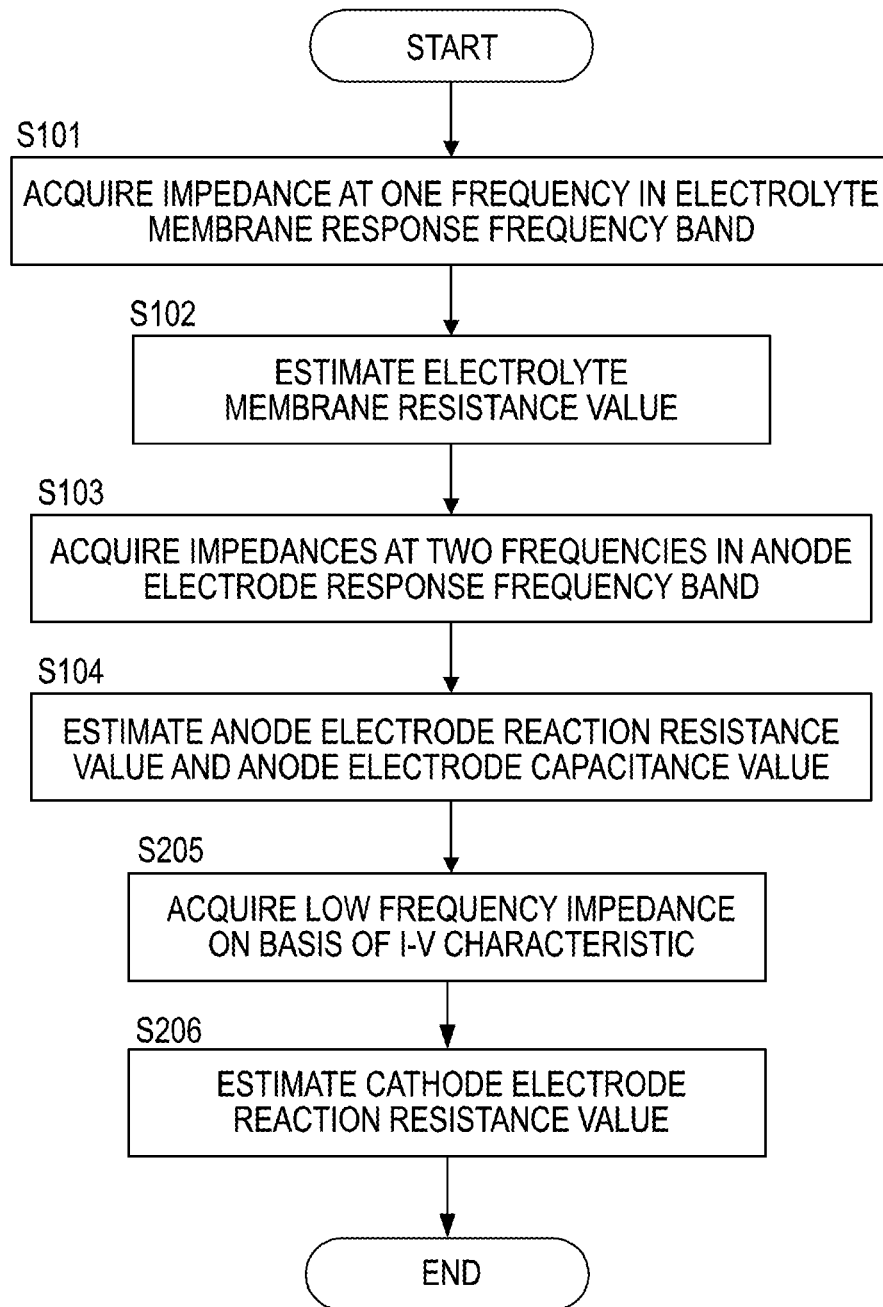 START
S101
ACQUIRE IMPEDANCE AT ONE FREQUENCY IN ELECTROLYTE
MEMBRANE RESPONSE FREQUENCY BAND
S102
ESTIMATE ELECTROLYTE
MEMBRANE RESISTANCE VALUE
S103
ACQUIRE IMPEDANCES AT TWO FREQUENCIES IN ANODE
ELECTRODE RESPONSE FREQUENCY BAND
S104
ESTIMATE ANODE ELECTRODE REACTION RESISTANCE
VALUE AND ANODE ELECTRODE CAPACITANCE VALUE
S205
ACQUIRE LOW FREQUENCY IMPEDANCE
ON BASIS OF I-V CHARACTERISTIC
S206
ESTIMATE CATHODE ELECTRODE
REACTION RESISTANCE VALUE
END